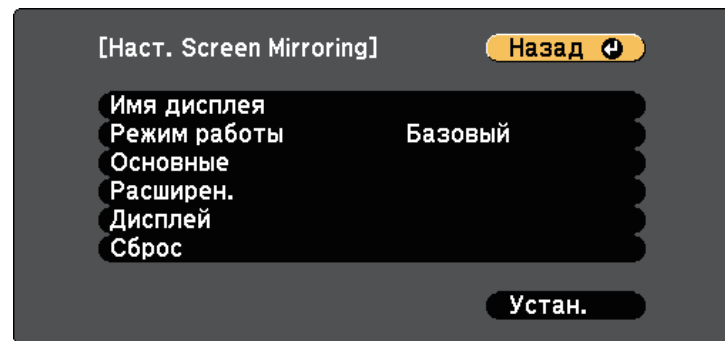 [Наст. Screen Mirroring] Назад
Имя дисплея
Режим работы Базовый
Основные
Расширен.
Дисплей
Сброс
Устан.